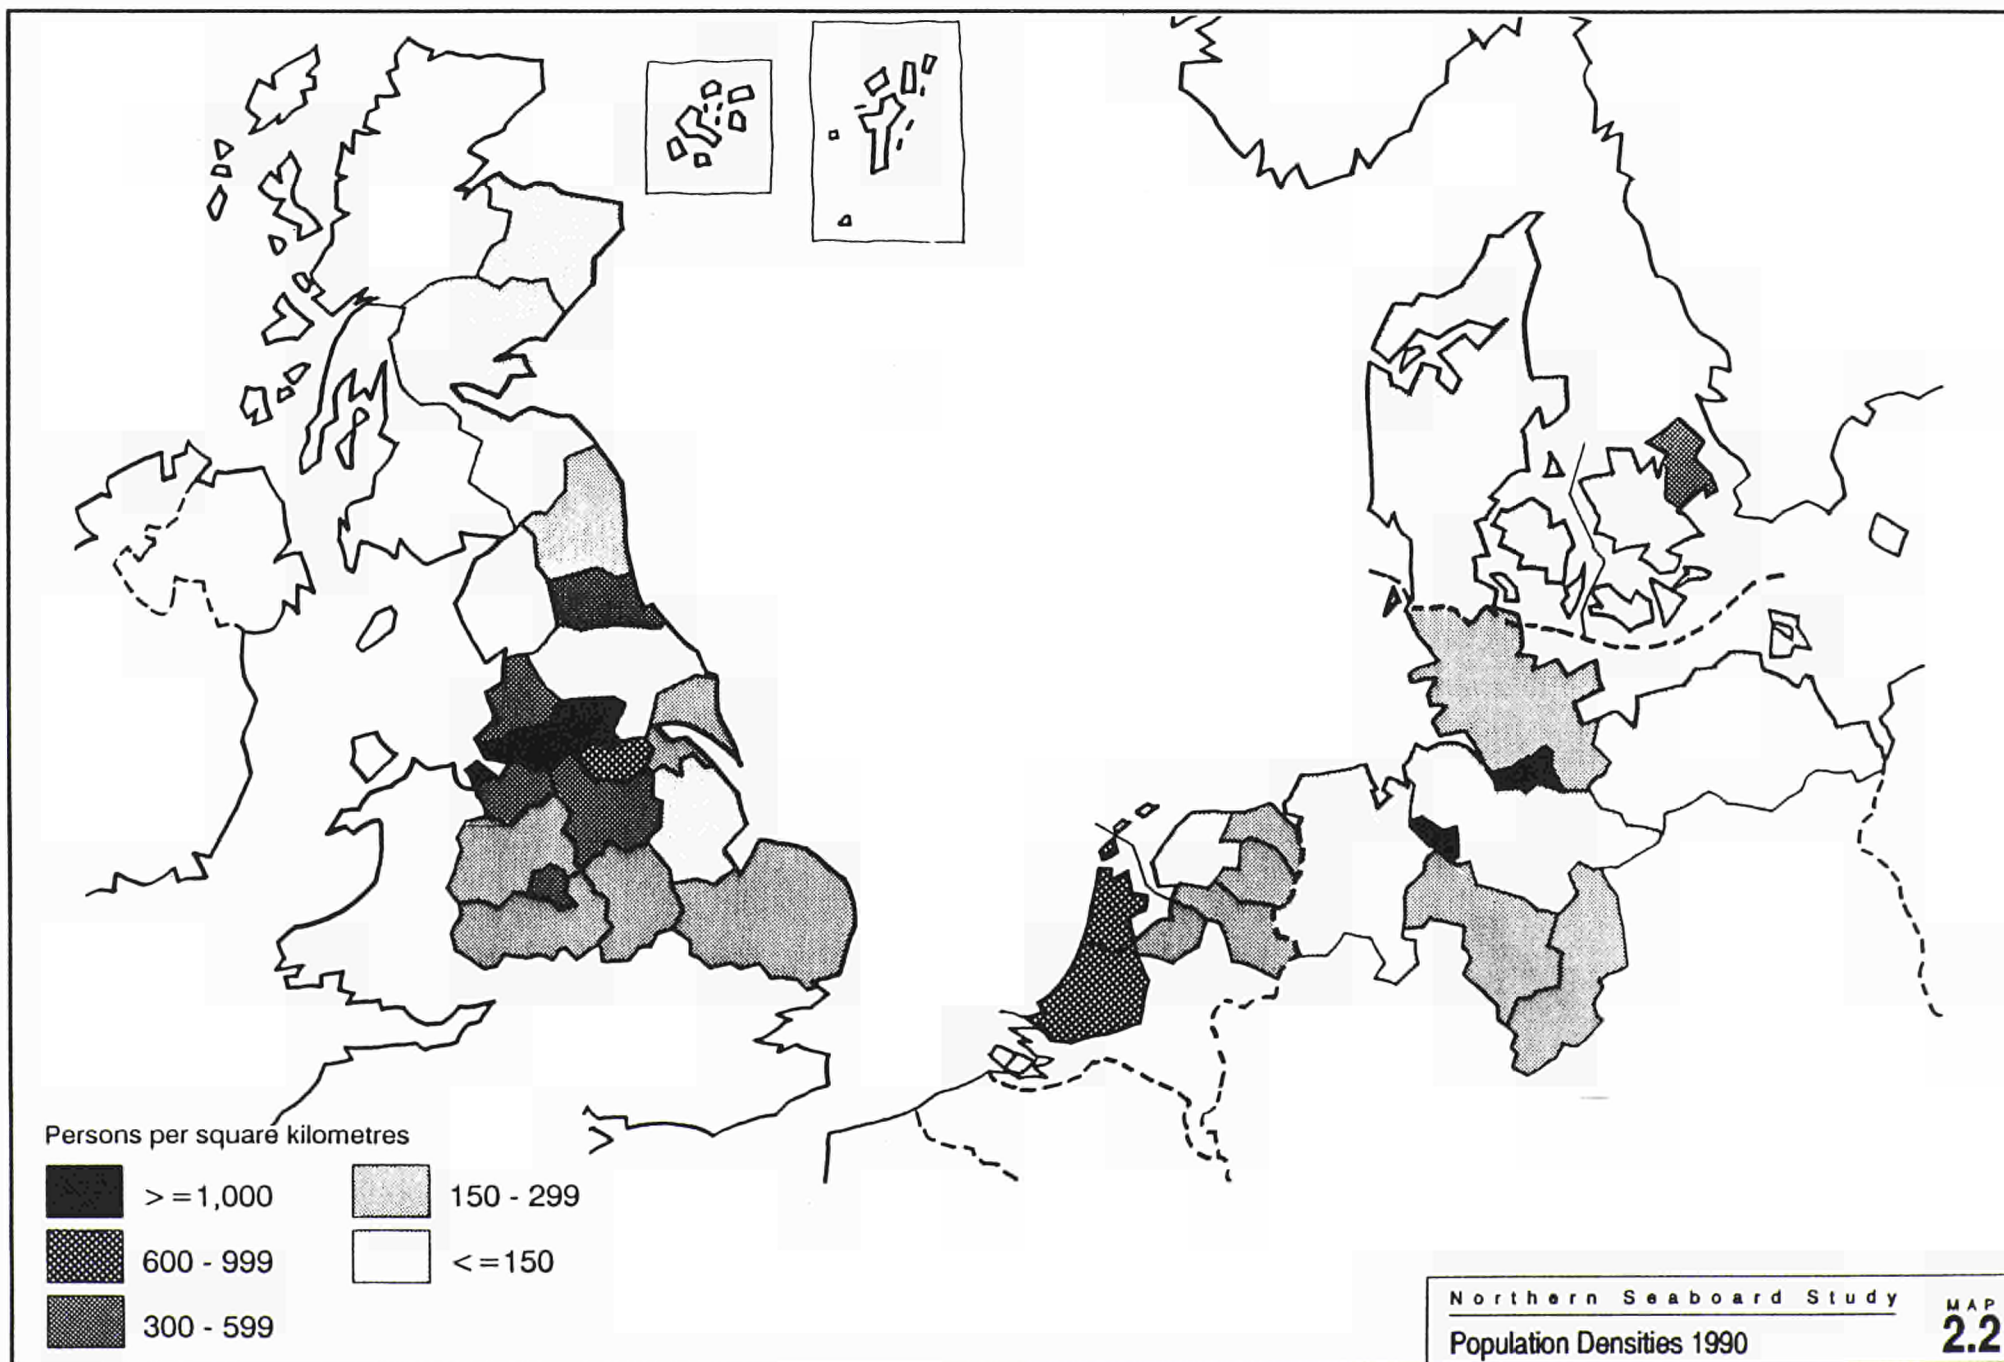 Persons per square kilometres
> =1,000
600 - 999
300 - 599
150 - 299
< =150
Northern Seaboard Study
Population Densities 1990
MAP
2.2